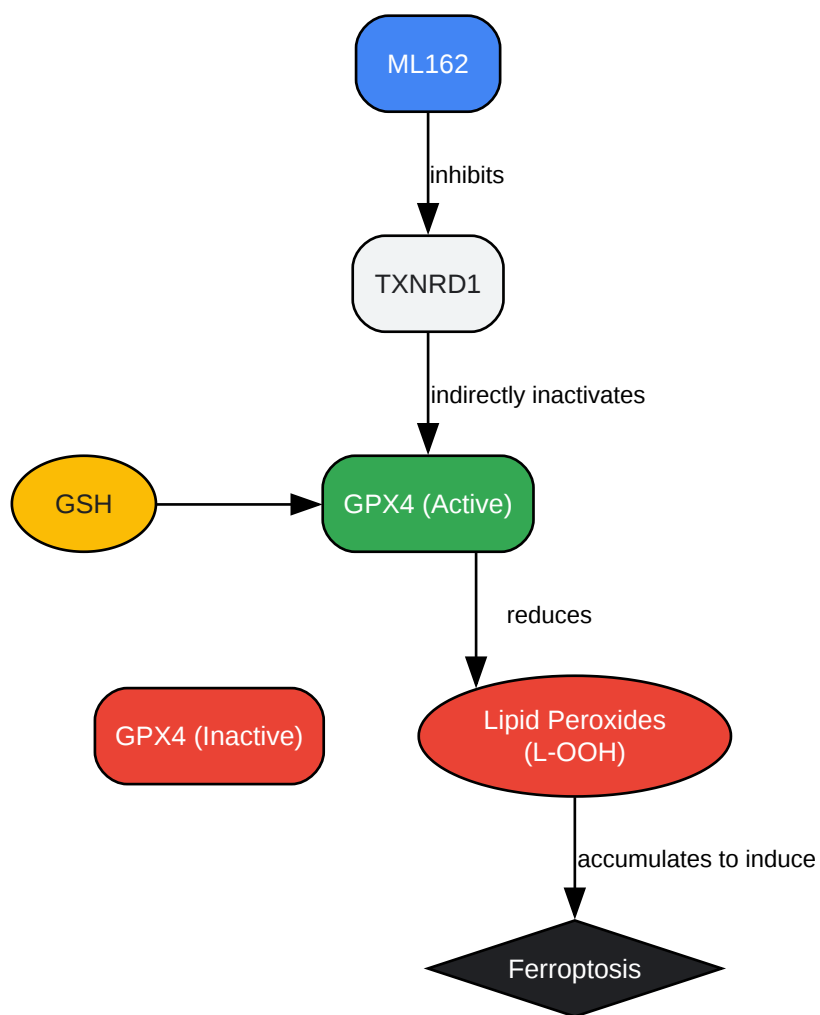 ML162
inhibits
TXNRD1
indirectly inactivates
GSH
GPX4 (Active)
reduces
GPX4 (Inactive)
Lipid Peroxides
(L-OOH)
accumulates to induce
Ferroptosis